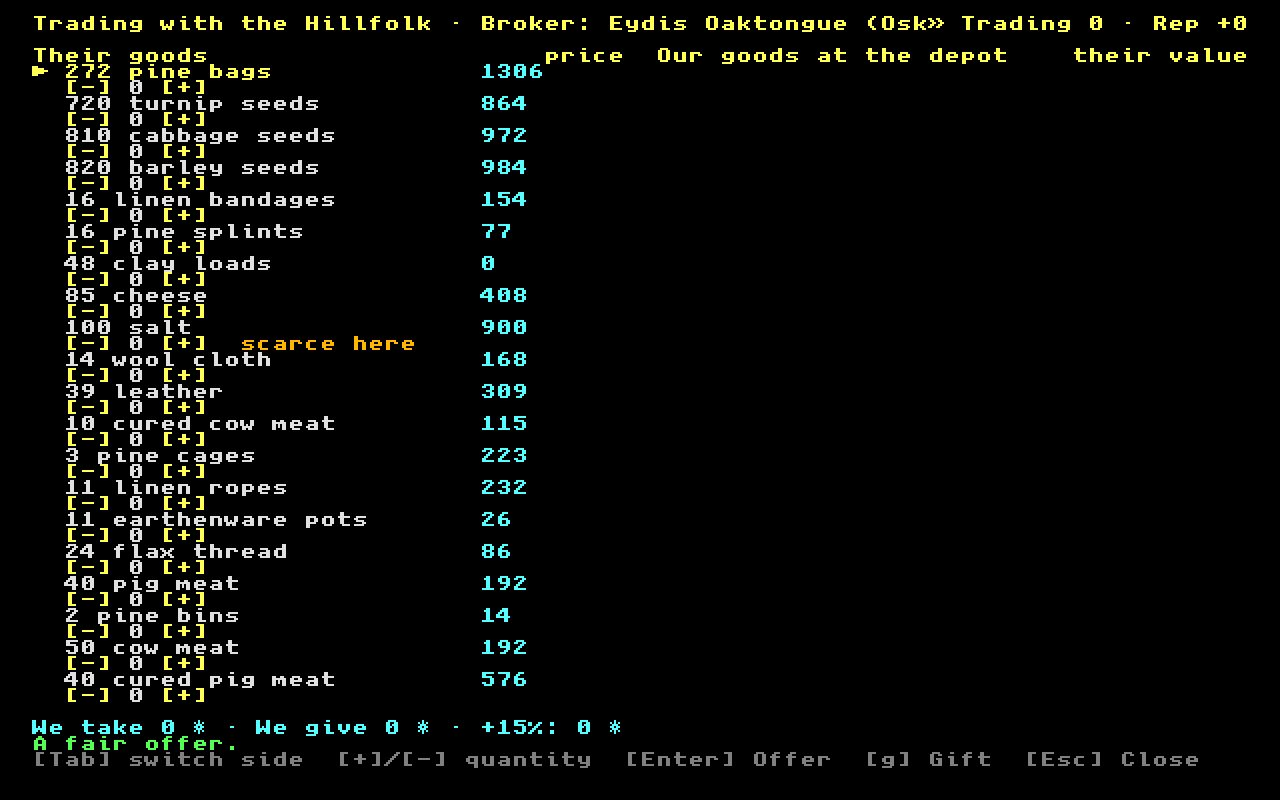 Trading with the Hillfolk · Broker: Eydis Oaktongue (Osk» Trading 0 · Rep +0
Their goods price Our goods at the depot their value
► 272 pine bags 1306
[-] 0 [+]
720 turnip seeds 864
[-] 0 [+]
810 cabbage seeds 972
[-] 0 [+]
820 barley seeds 984
[-] 0 [+]
16 linen bandages 154
[-] 0 [+]
16 pine splints 77
[-] 0 [+]
48 clay loads 0
[-] 0 [+]
85 cheese 408
[-] 0 [+]
100 salt 900
[-] 0 [+] scarce here
14 wool cloth 168
[-] 0 [+]
39 leather 309
[-] 0 [+]
10 cured cow meat 115
[-] 0 [+]
3 pine cages 223
[-] 0 [+]
11 linen ropes 232
[-] 0 [+]
11 earthenware pots 26
[-] 0 [+]
24 flax thread 86
[-] 0 [+]
40 pig meat 192
[-] 0 [+]
2 pine bins 14
[-] 0 [+]
50 cow meat 192
[-] 0 [+]
40 cured pig meat 576
[-] 0 [+]
We take 0 * · We give 0 * · +15%: 0 *
A fair offer.
[Tab] switch side [+]/[-] quantity [Enter] Offer [g] Gift [Esc] Close